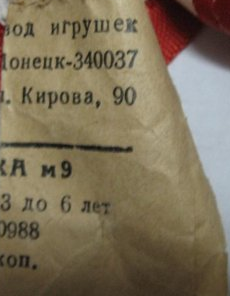 вод игрушек
Донецк-340037
. Кирова, 90
КА м9
3 до 6 лет
0988
коп.